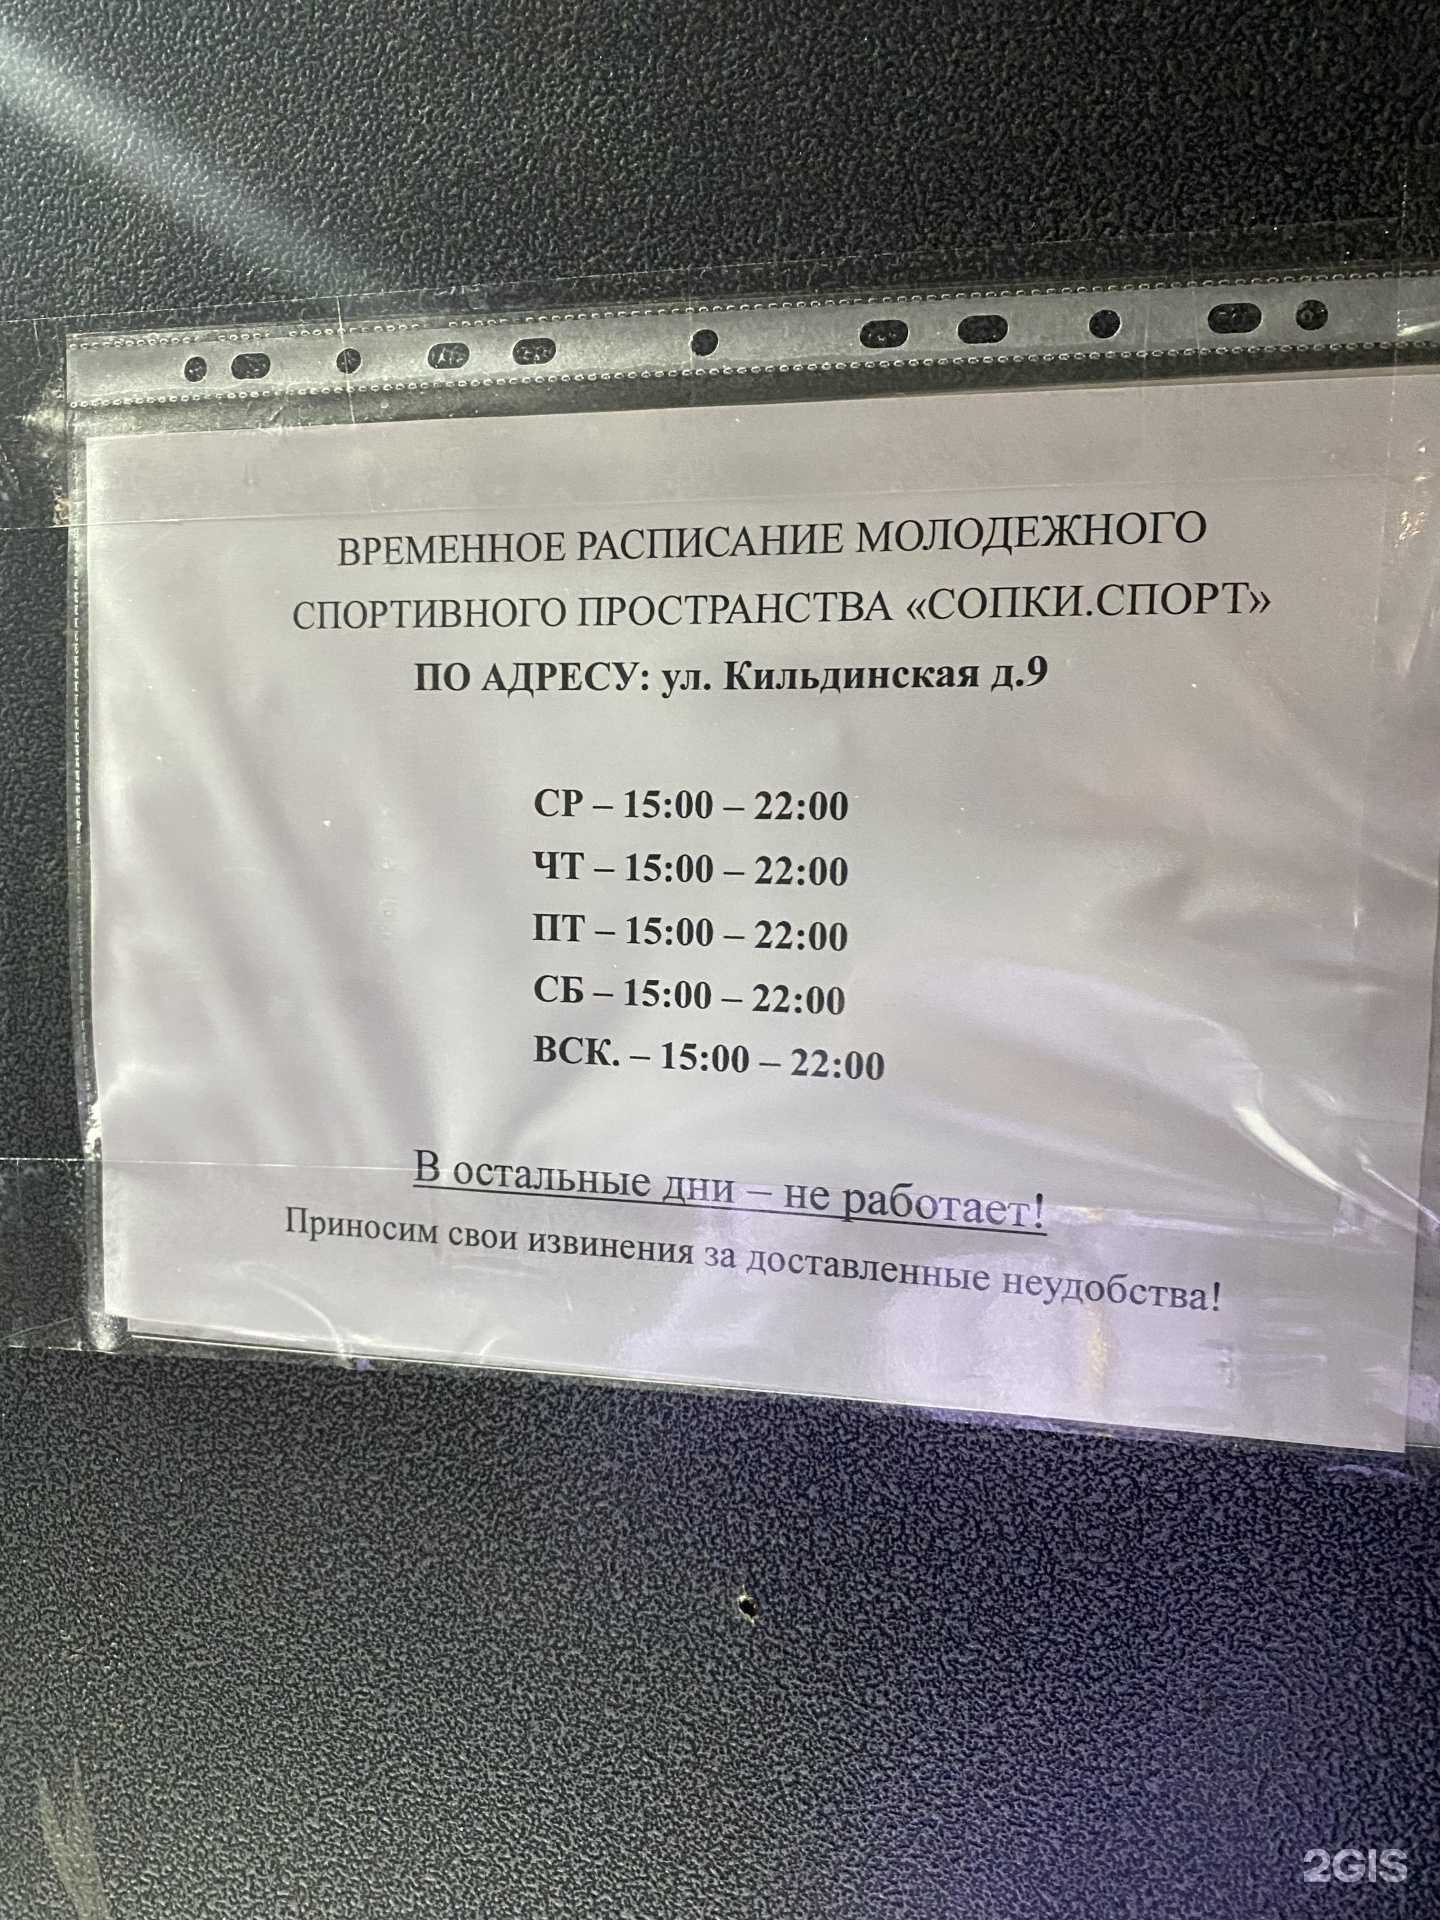 ВРЕМЕННОЕ РАСПИСАНИЕ МОЛОДЕЖНОГО
СПОРТИВНОГО ПРОСТРАНСТВА «СОПКИ.СПОРТ»
ПО АДРЕСУ: ул. Кильдинская д.9
СР – 15:00 – 22:00
ЧТ – 15:00 – 22:00
ПТ – 15:00 – 22:00
СБ – 15:00 – 22:00
ВСК. – 15:00 – 22:00
В остальные дни – не работает!
Приносим свои извинения за доставленные неудобства!
2GIS